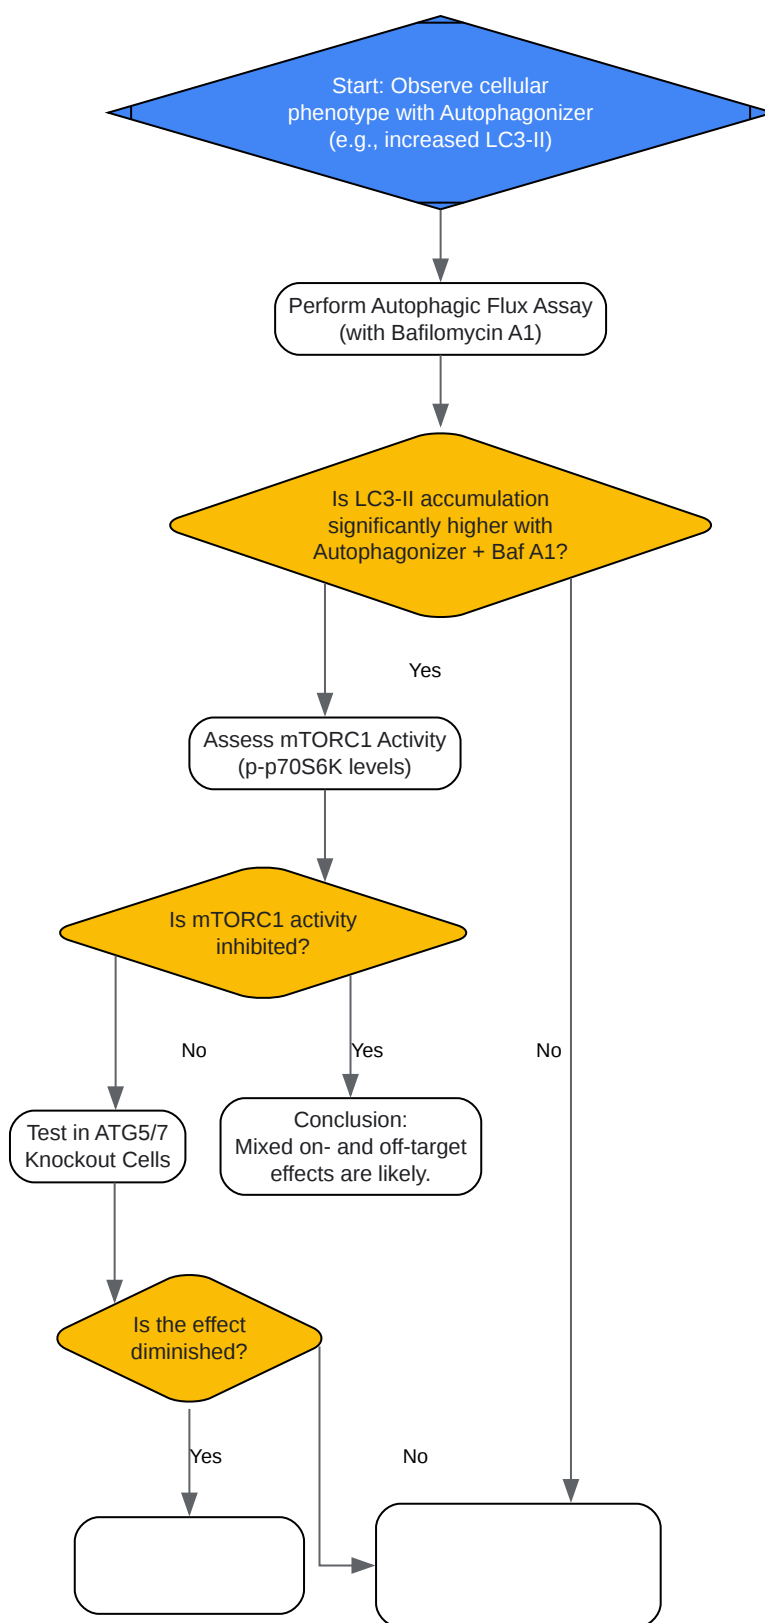 Start: Observe cellular
phenotype with Autophagonizer
(e.g., increased LC3-II)
Perform Autophagic Flux Assay
(with Bafilomycin A1)
Is LC3-II accumulation
significantly higher with
Autophagonizer + Baf A1?
Yes
Assess mTORC1 Activity
(p-p70S6K levels)
Is mTORC1 activity
inhibited?
No
Yes
No
Test in ATG5/7
Knockout Cells
Conclusion:
Mixed on- and off-target
effects are likely.
Is the effect
diminished?
Yes
No